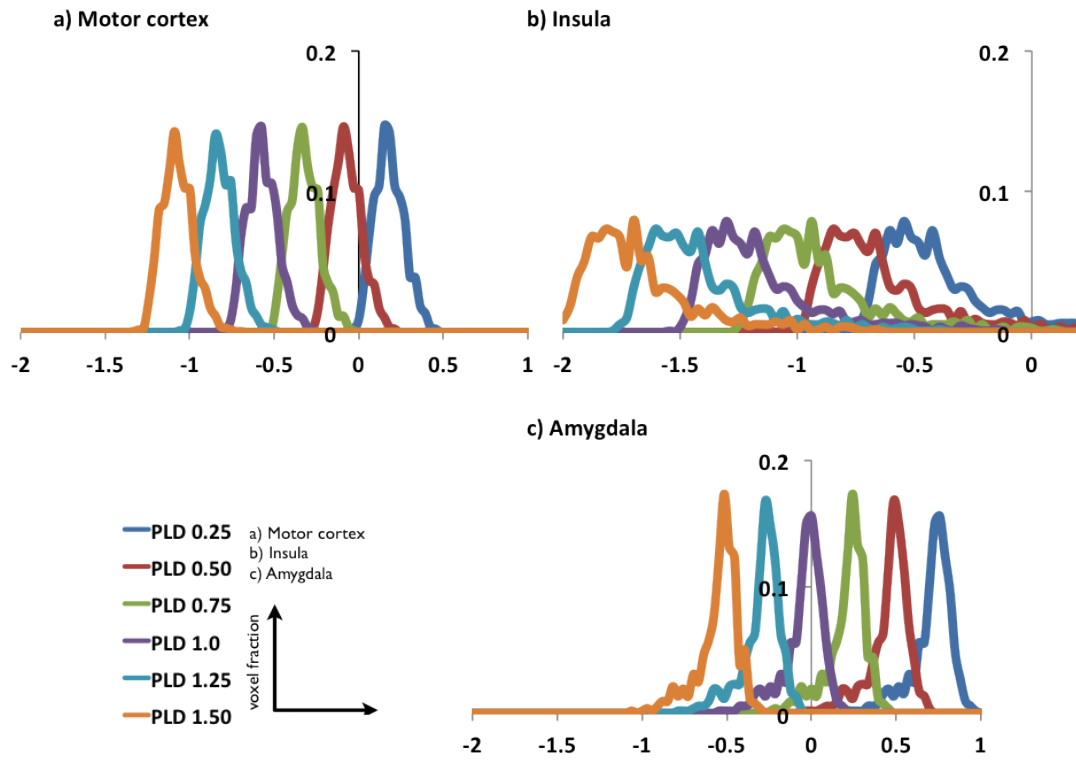 a) Motor cortex
0.2
0.1
0
-2 -1.5 -1 -0.5 0 0.5 1
b) Insula
0.2
0.1
0
-2 -1.5 -1 -0.5 0
c) Amygdala
0.2
0.1
0
-2 -1.5 -1 -0.5 0 0.5 1
PLD 0.25
PLD 0.50
PLD 0.75
PLD 1.0
PLD 1.25
PLD 1.50
a) Motor cortex
b) Insula
c) Amygdala
voxel fraction